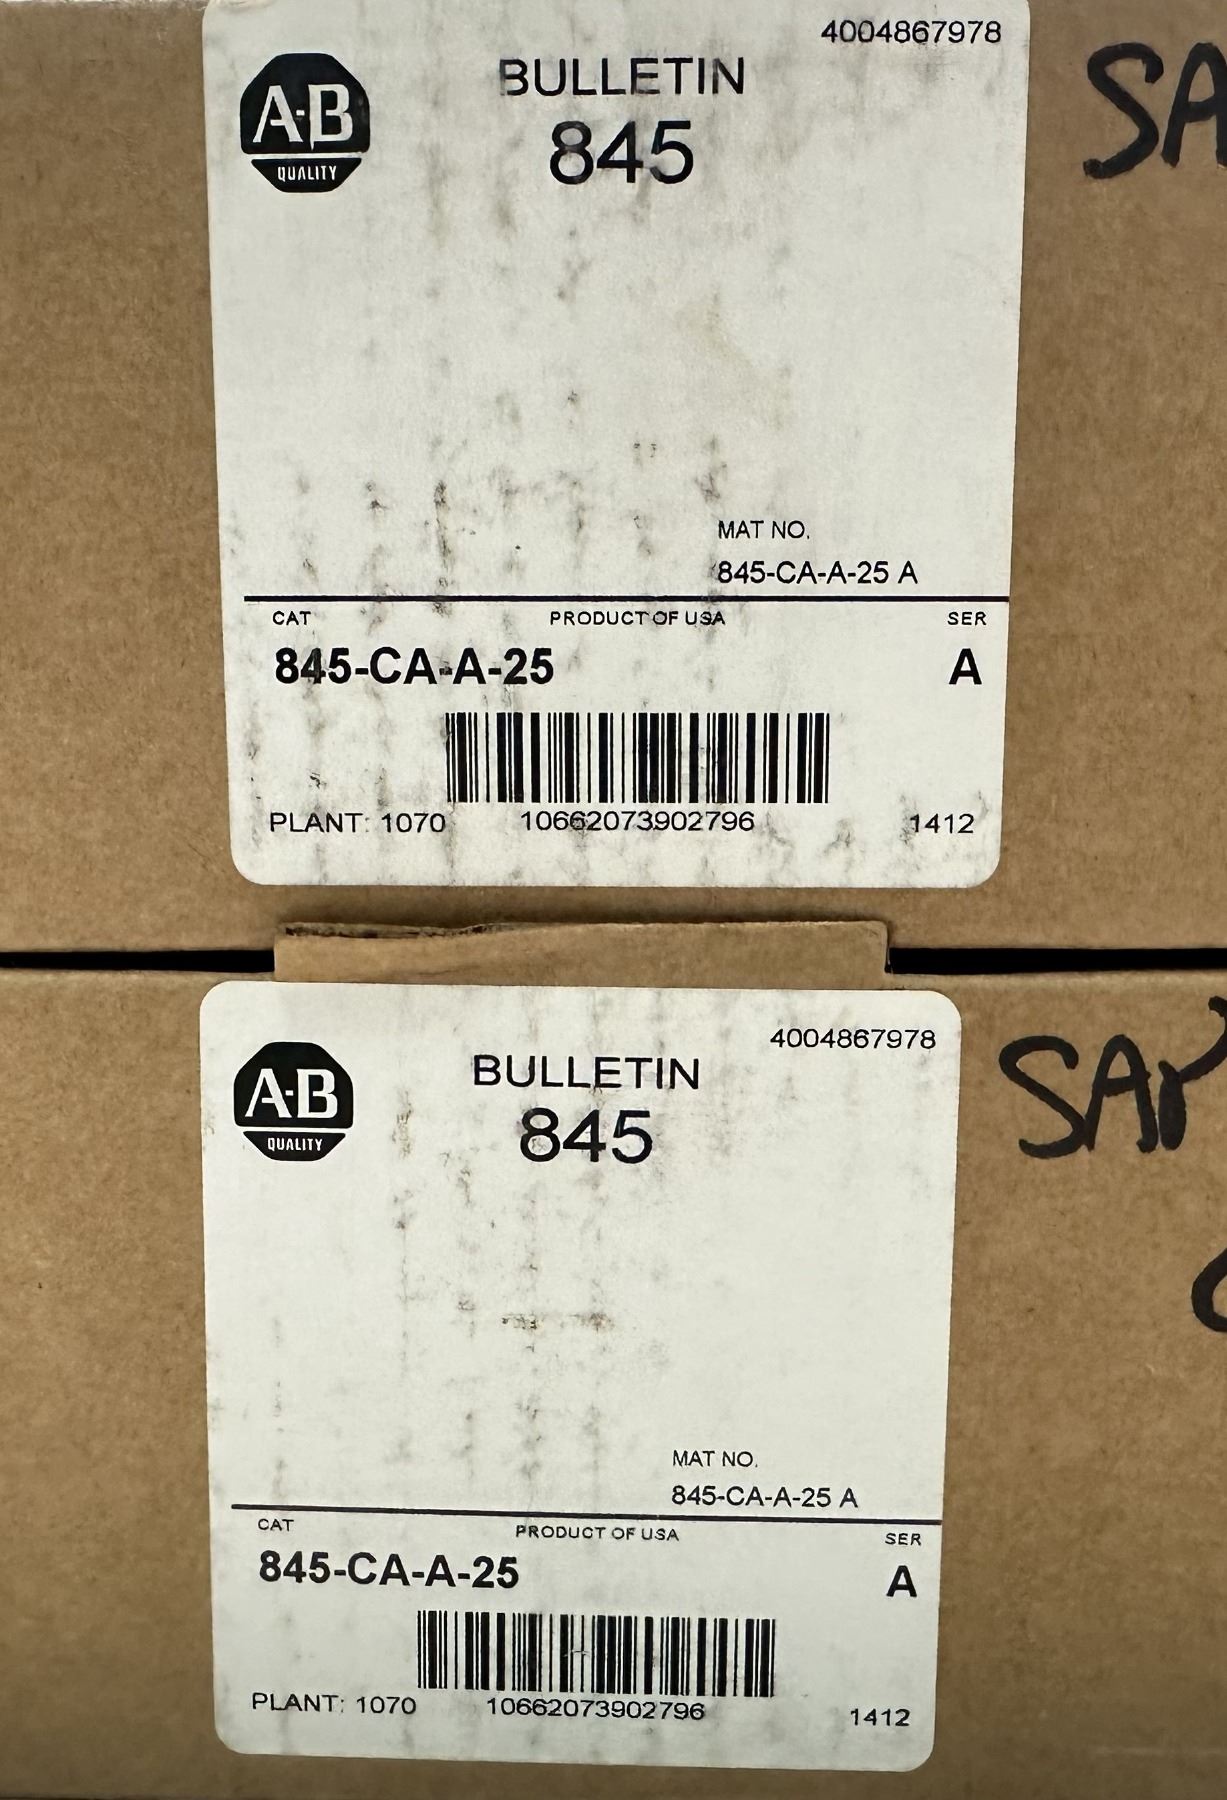 4004867978
BULLETIN
845
A-B
QUALITY
SA
MAT NO.
845-CA-A-25 A
CAT PRODUCT OF USA SER
845-CA-A-25 A
PLANT: 1070 10662073902796 1412
4004867978
BULLETIN
845
A-B
QUALITY
SAP
MAT NO.
845-CA-A-25 A
CAT PRODUCT OF USA SER
845-CA-A-25 A
PLANT: 1070 10662073902796 1412